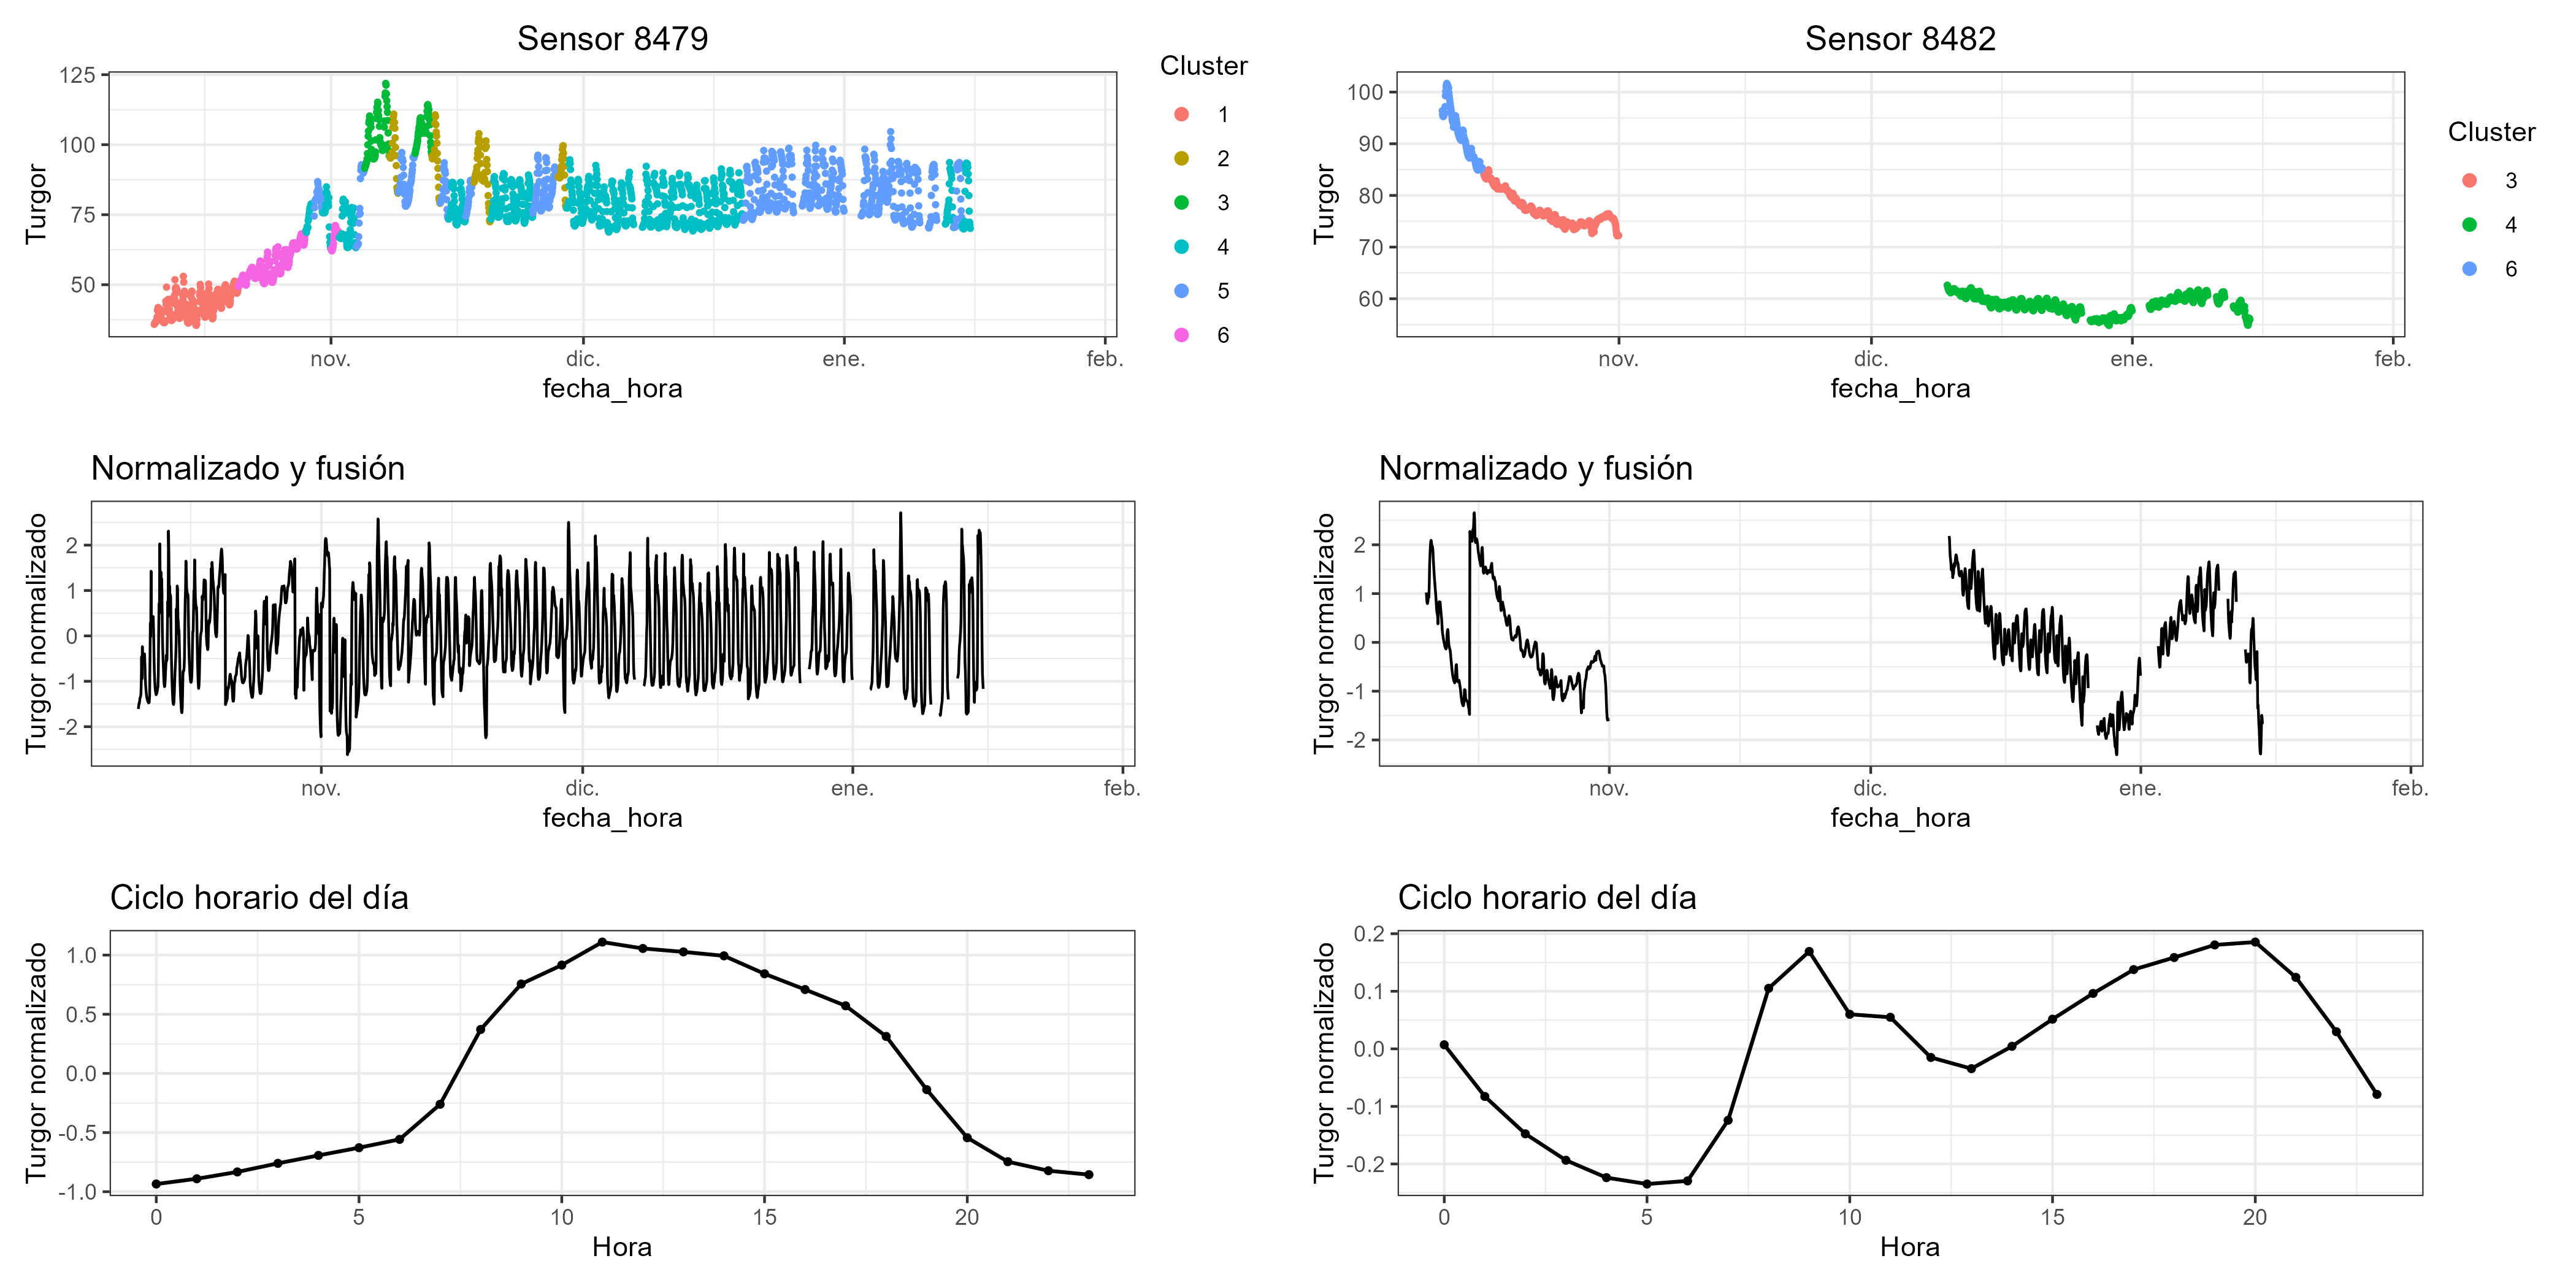 Sensor 8479
Turgor
125
100
75
50
nov.
dic.
ene.
feb.
fecha_hora
Cluster
1
2
3
4
5
6
Sensor 8482
Turgor
100
90
80
70
60
nov.
dic.
ene.
feb.
fecha_hora
Cluster
3
4
6
Normalizado y fusión
Turgor normalizado
2
1
0
-1
-2
nov.
dic.
ene.
feb.
fecha_hora
Normalizado y fusión
Turgor normalizado
2
1
0
-1
-2
nov.
dic.
ene.
feb.
fecha_hora
Ciclo horario del día
Turgor normalizado
1.0
0.5
0.0
-0.5
-1.0
0
5
10
15
20
Hora
Ciclo horario del día
Turgor normalizado
0.2
0.1
0.0
-0.1
-0.2
0
5
10
15
20
Hora